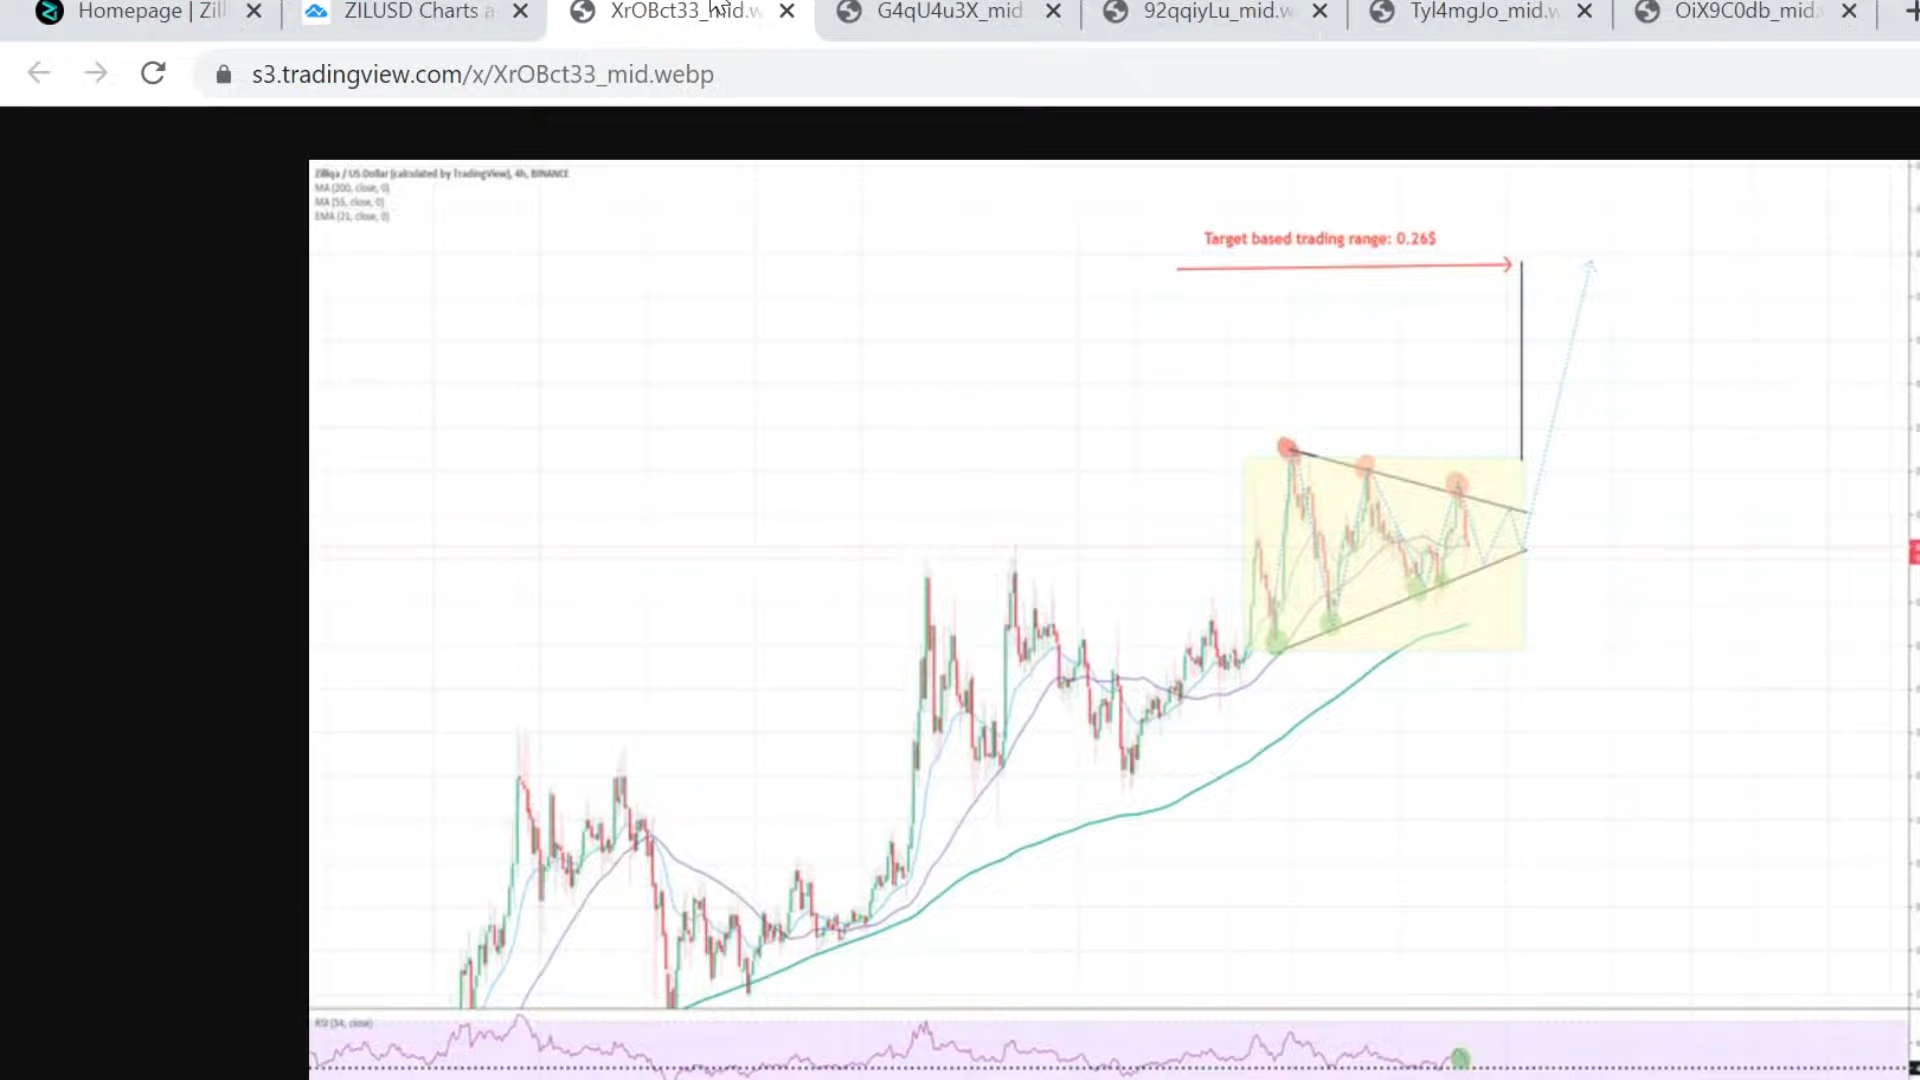 Homepage | Zill
ZILUSD Charts a
XrOBct33_mid.w
G4qU4u3X_mid
92qqiyLu_mid.w
Tyl4mgJo_mid.w
OiX9C0db_mid.
s3.tradingview.com/x/XrOBct33_mid.webp
Zilliqa / US Dollar (calculated by TradingView), 4h, BINANCE
MA (200, close, 0)
MA (55, close, 0)
EMA (21, close, 0)
Target based trading range: 0.26$
RSI (14, close)